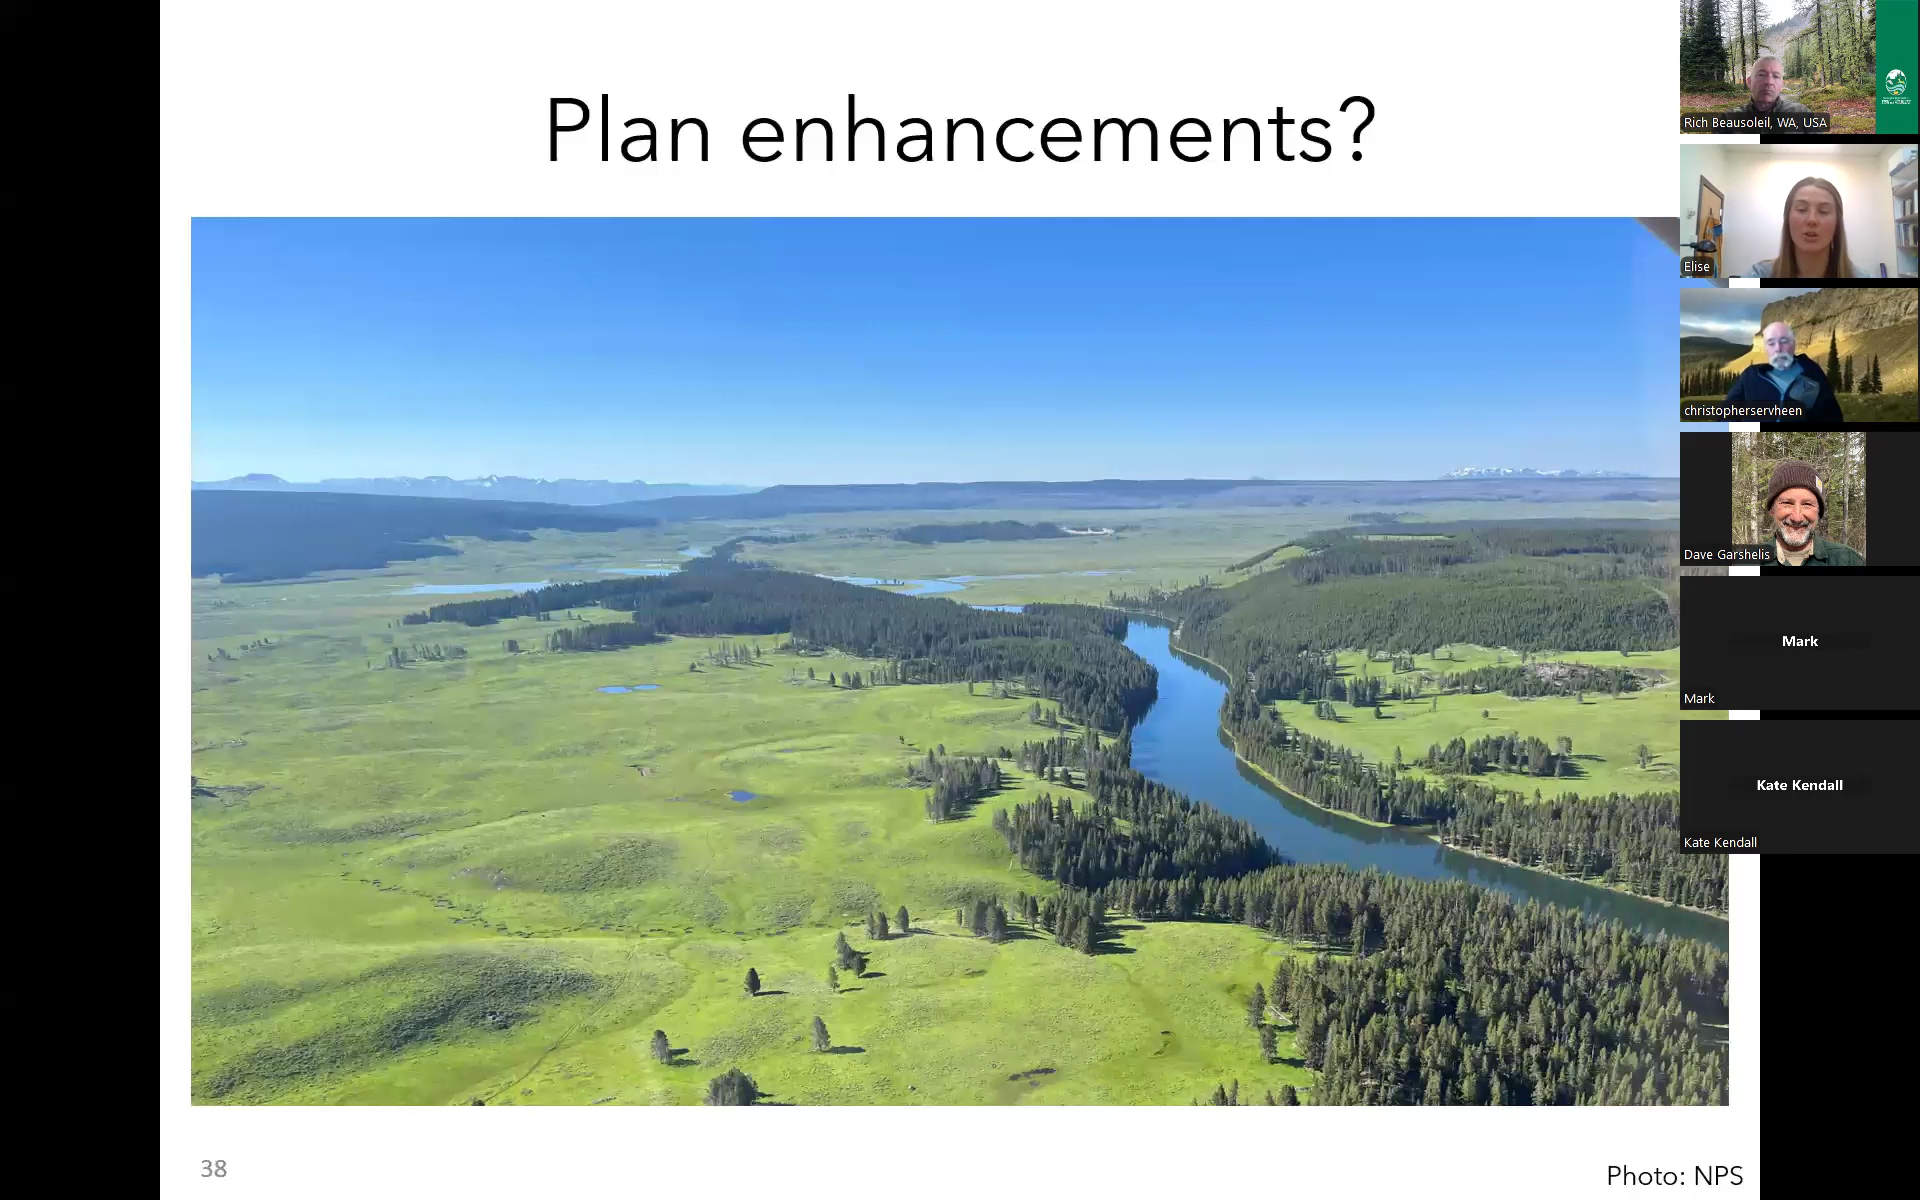 Plan enhancements?
38
Photo: NPS
Rich Beausoleil, WA, USA
Elise
christopherservheen
Dave Garshelis
Mark
Mark
Kate Kendall
Kate Kendall